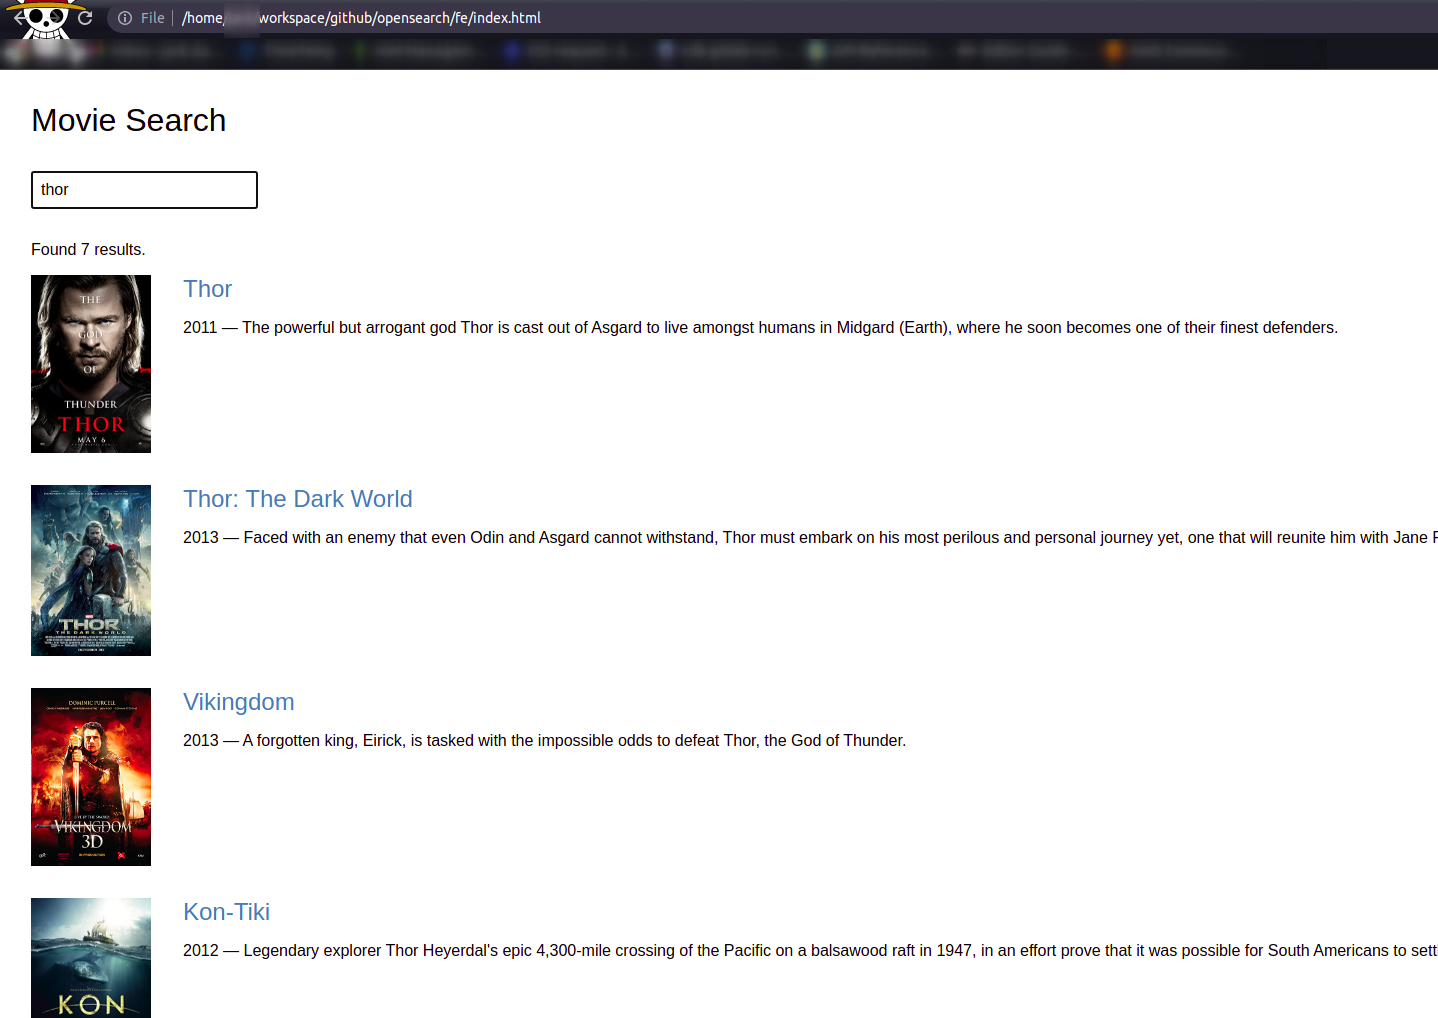 File /home/ workspace/github/opensearch/fe/index.html
Movie Search
thor
Found 7 results.
THE
GOD
OF
THUNDER
THOR
MAY 6
Thor
2011 — The powerful but arrogant god Thor is cast out of Asgard to live amongst humans in Midgard (Earth), where he soon becomes one of their finest defenders.
THOR
THE DARK WORLD
Thor: The Dark World
2013 — Faced with an enemy that even Odin and Asgard cannot withstand, Thor must embark on his most perilous and personal journey yet, one that will reunite him with Jane F
DOMINIC PURCELL
VIKINGDOM
3D
Vikingdom
2013 — A forgotten king, Eirick, is tasked with the impossible odds to defeat Thor, the God of Thunder.
KON
Kon-Tiki
2012 — Legendary explorer Thor Heyerdal's epic 4,300-mile crossing of the Pacific on a balsawood raft in 1947, in an effort prove that it was possible for South Americans to sett